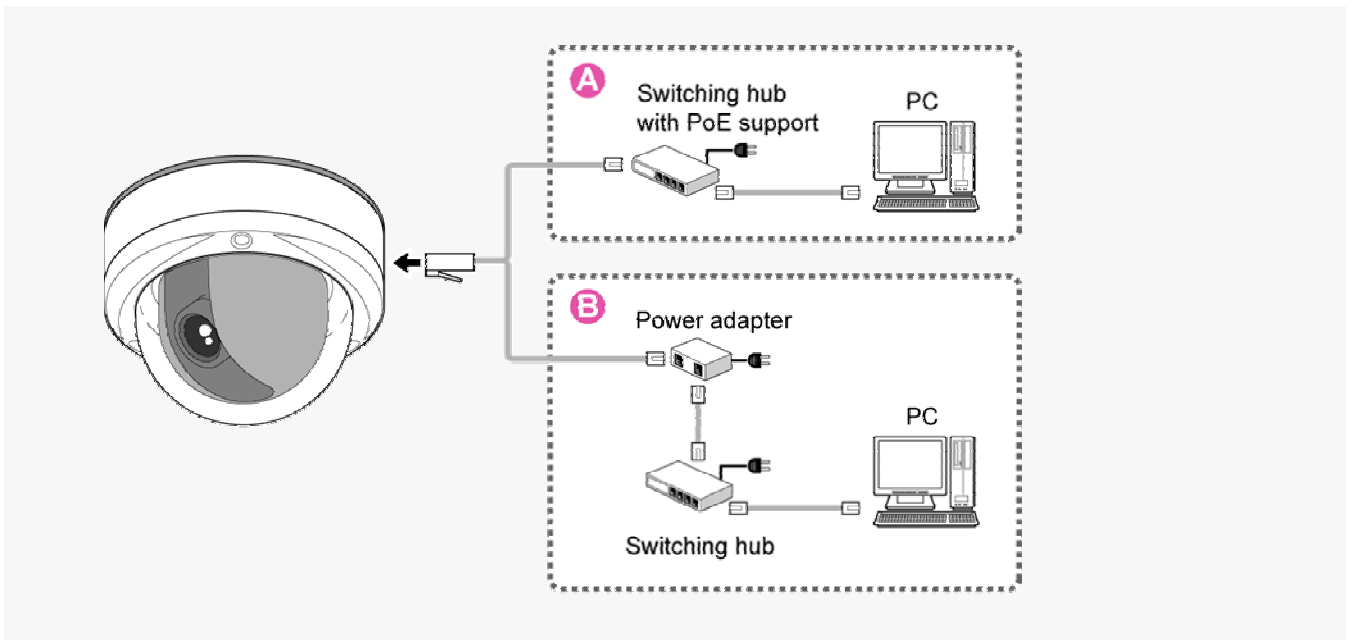 A
Switching hub
with PoE support
PC
B
Power adapter
PC
Switching hub